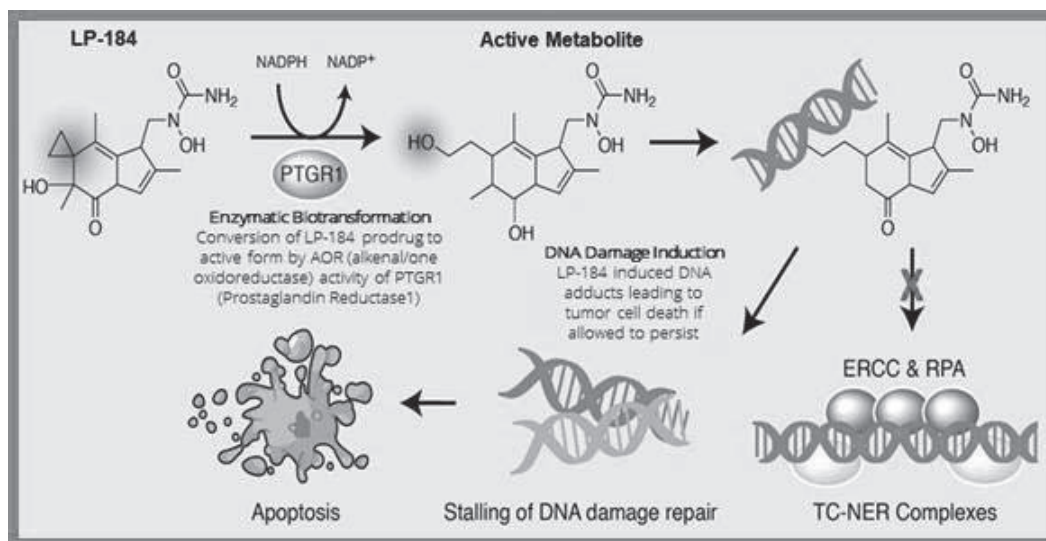 LP-184
Active Metabolite
NADPH NADP+
PTGR1
O
NH2
N
OH
HO
O
O
NH2
N
OH
HO
OH
O
NH2
N
OH
O
Enzymatic Biotransformation
Conversion of LP-184 prodrug to
active form by AOR (alkenal/one
oxidoreductase) activity of PTGR1
(Prostaglandin Reductase1)
DNA Damage Induction
LP-184 induced DNA
adducts leading to
tumor cell death if
allowed to persist
ERCC & RPA
Apoptosis
Stalling of DNA damage repair
TC-NER Complexes